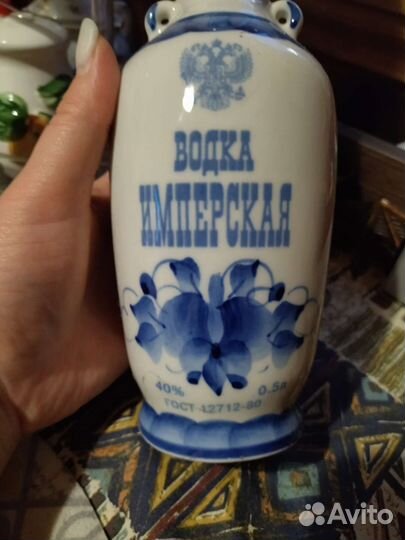 ВОДКА
ИМПЕРСКАЯ
40% 0.5л
ГОСТ 12712-80
Avito